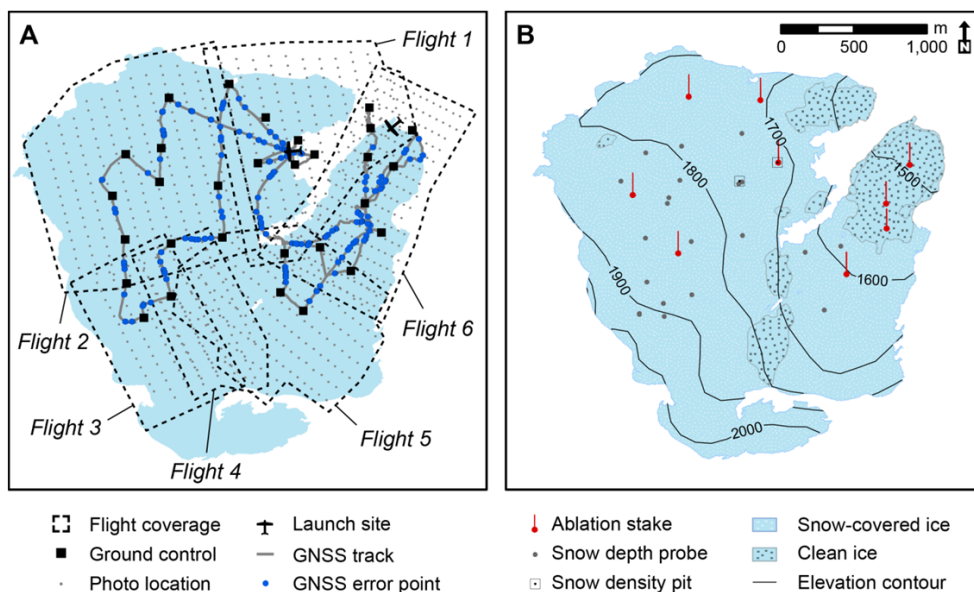 A
Flight 1
Flight 2
Flight 3
Flight 4
Flight 5
Flight 6
B
m
0 500 1,000
N
1700
1800
1500
1900
1600
2000
Flight coverage
Ground control
Photo location
Launch site
GNSS track
GNSS error point
Ablation stake
Snow depth probe
Snow density pit
Snow-covered ice
Clean ice
Elevation contour